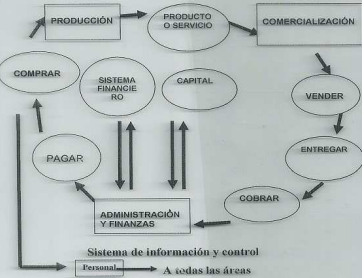 PRODUCCIÓN
PRODUCTO
O SERVICIO
COMERCIALIZACIÓN
COMPRAR
SISTEMA
FINANCIE
RO
CAPITAL
VENDER
PAGAR
ENTREGAR
COBRAR
ADMINISTRACIÓN
Y FINANZAS
Sistema de información y control
Personal A todas las áreas